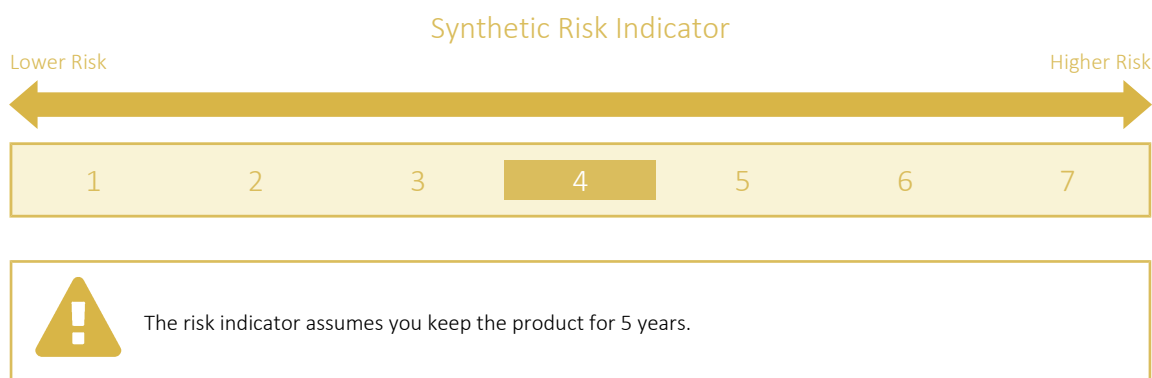 Synthetic Risk Indicator
Lower Risk Higher Risk
1 2 3 4 5 6 7
The risk indicator assumes you keep the product for 5 years.